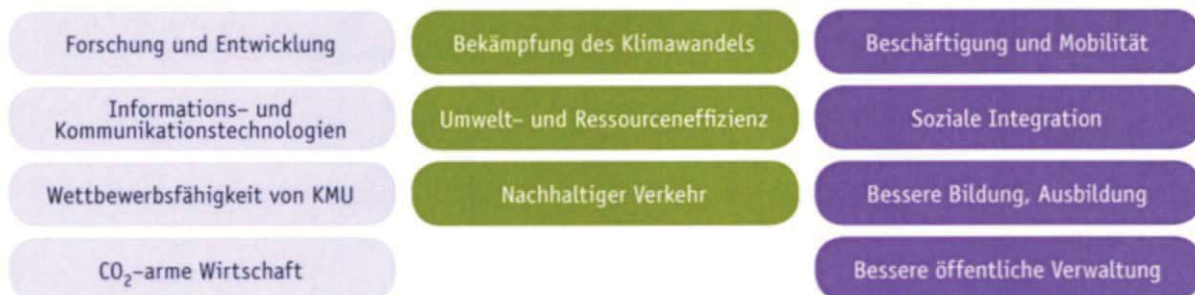 Forschung und Entwicklung
Informations- und
Kommunikationstechnologien
Wettbewerbsfähigkeit von KMU
CO₂-arme Wirtschaft
Bekämpfung des Klimawandels
Umwelt- und Ressourceneffizienz
Nachhaltiger Verkehr
Beschäftigung und Mobilität
Soziale Integration
Bessere Bildung, Ausbildung
Bessere öffentliche Verwaltung